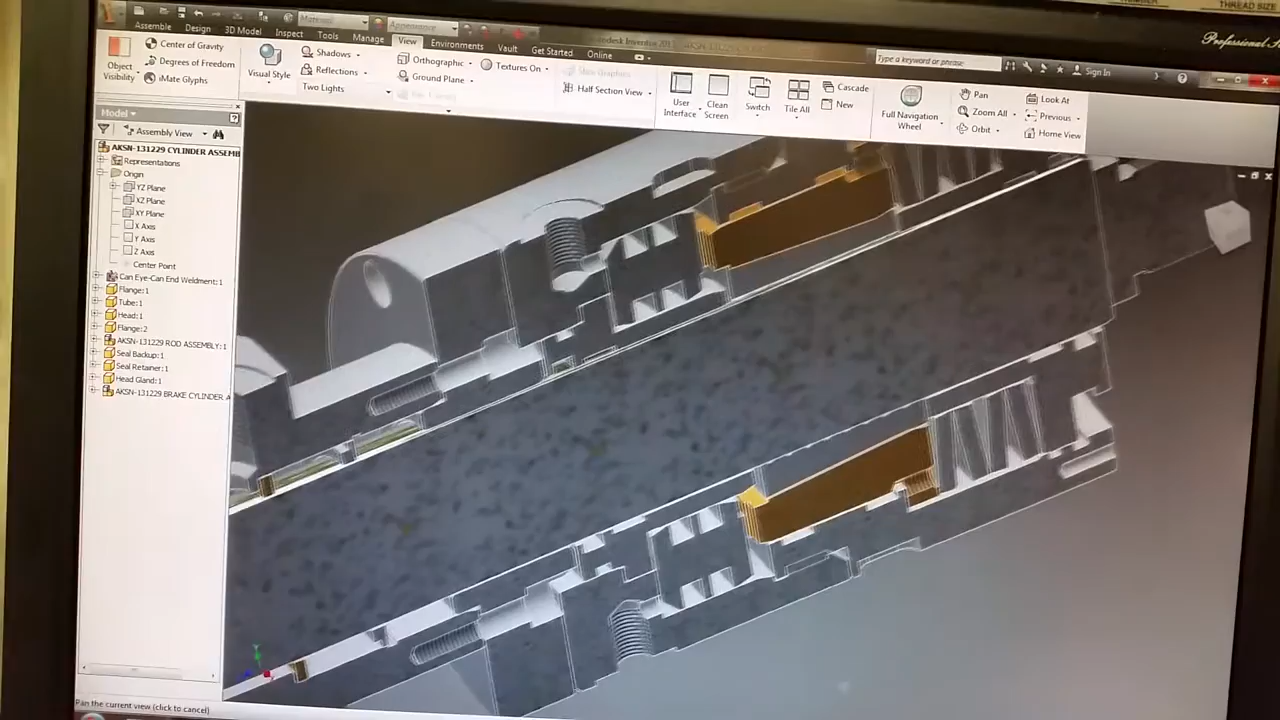 THREAD SIZE
Professional
Material
Appearance
Assembly Design 3D Model Inspect Tools Manage View Environments Vault Get Started Online
Type a keyword or phrase
Sign In
Object Visibility
Center of Gravity
Degrees of Freedom
iMate Glyphs
Visual Style
Shadows
Reflections
Two Lights
Orthographic
Ground Plane
Textures On
Half Section View
User Interface
Clean Screen
Switch
Tile All
Cascade
New
Full Navigation Wheel
Pan
Zoom All
Orbit
Look At
Previous
Home View
Model
Assembly View
AKSN-131229 CYLINDER ASSEMB
Representations
Origin
YZ Plane
XZ Plane
XY Plane
X Axis
Y Axis
Z Axis
Center Point
Can Eye-Can End Weldment:1
Flange:1
Tube:1
Head:1
Flange:2
AKSN-131229 ROD ASSEMBLY:1
Seal Backup:1
Seal Retainer:1
Head Gland:1
AKSN-131229 BRAKE CYLINDER A
Pan the current view (click to cancel)